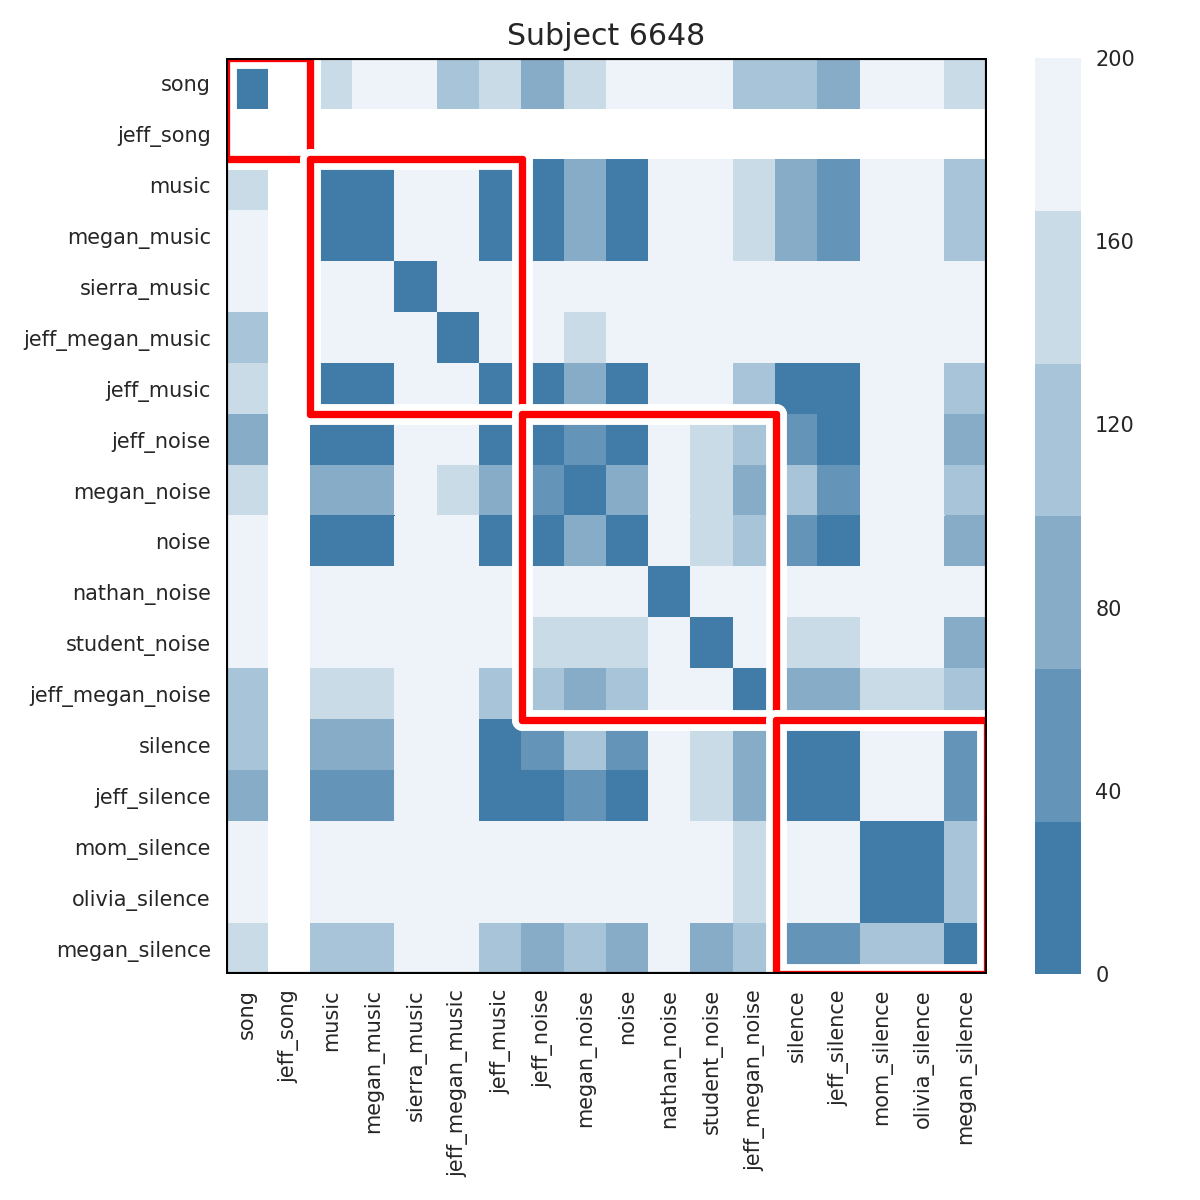 Subject 6648
song
jeff_song
music
megan_music
sierra_music
jeff_megan_music
jeff_music
jeff_noise
megan_noise
noise
nathan_noise
student_noise
jeff_megan_noise
silence
jeff_silence
mom_silence
olivia_silence
megan_silence
song
jeff_song
music
megan_music
sierra_music
jeff_megan_music
jeff_music
jeff_noise
megan_noise
noise
nathan_noise
student_noise
jeff_megan_noise
silence
jeff_silence
mom_silence
olivia_silence
megan_silence
200
160
120
80
40
0